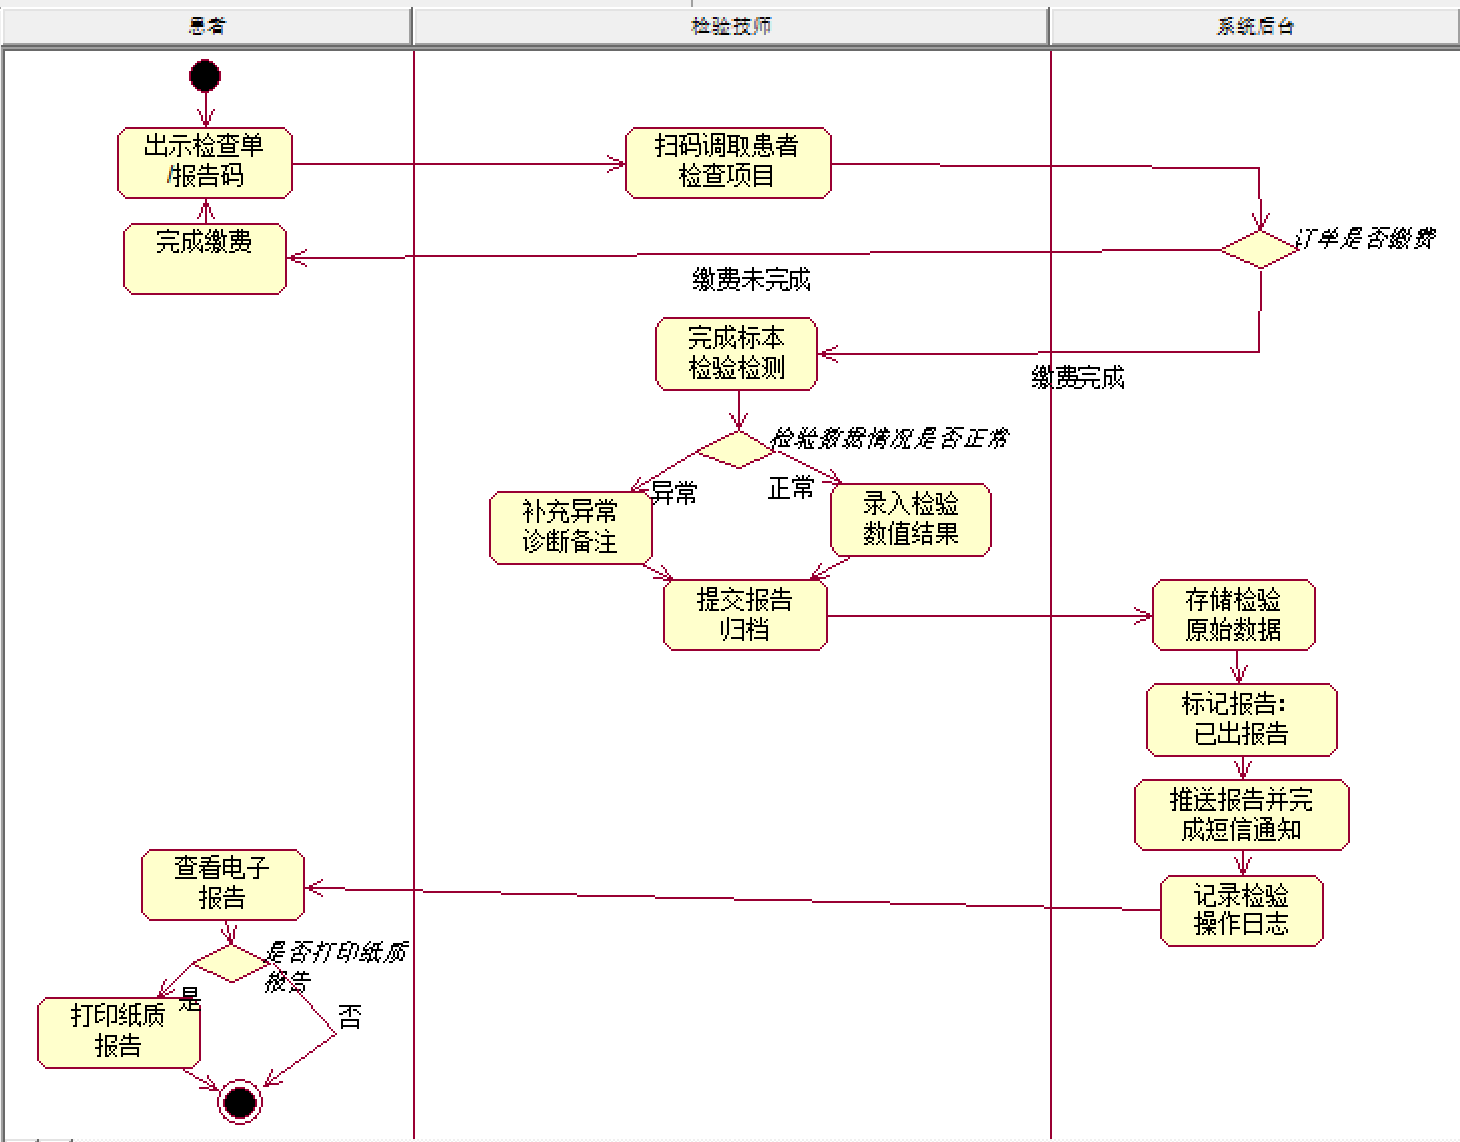 患者
检验技师
系统后台
出示检查单
/报告码
扫码调取患者
检查项目
完成缴费
订单是否缴费
缴费未完成
完成标本
检验检测
缴费完成
检验数据情况是否正常
异常
正常
补充异常
诊断备注
录入检验
数值结果
提交报告
归档
存储检验
原始数据
标记报告：
已出报告
推送报告并完
成短信通知
查看电子
报告
记录检验
操作日志
是否打印纸质
报告
是
否
打印纸质
报告